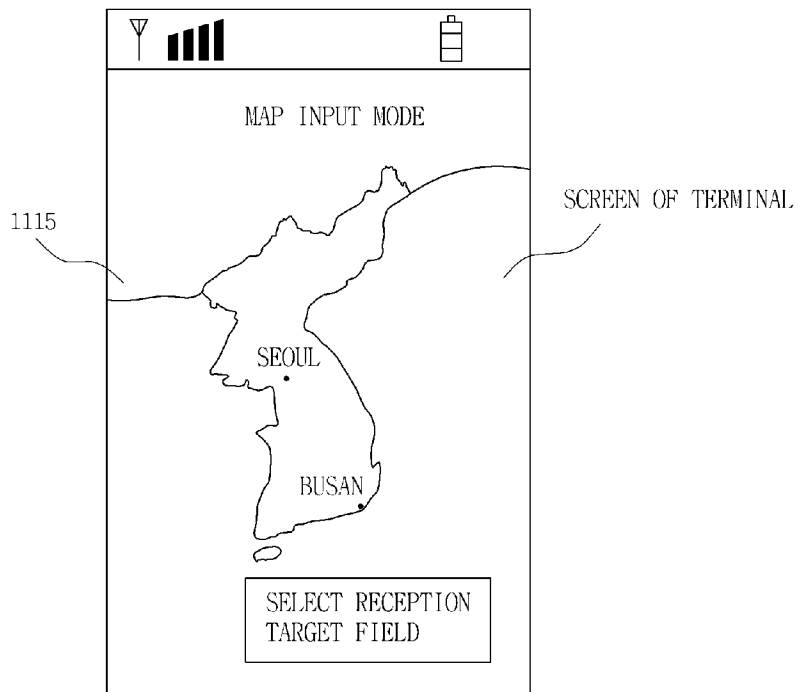 MAP INPUT MODE
1115
SCREEN OF TERMINAL
SEOUL
BUSAN
SELECT RECEPTION
TARGET FIELD